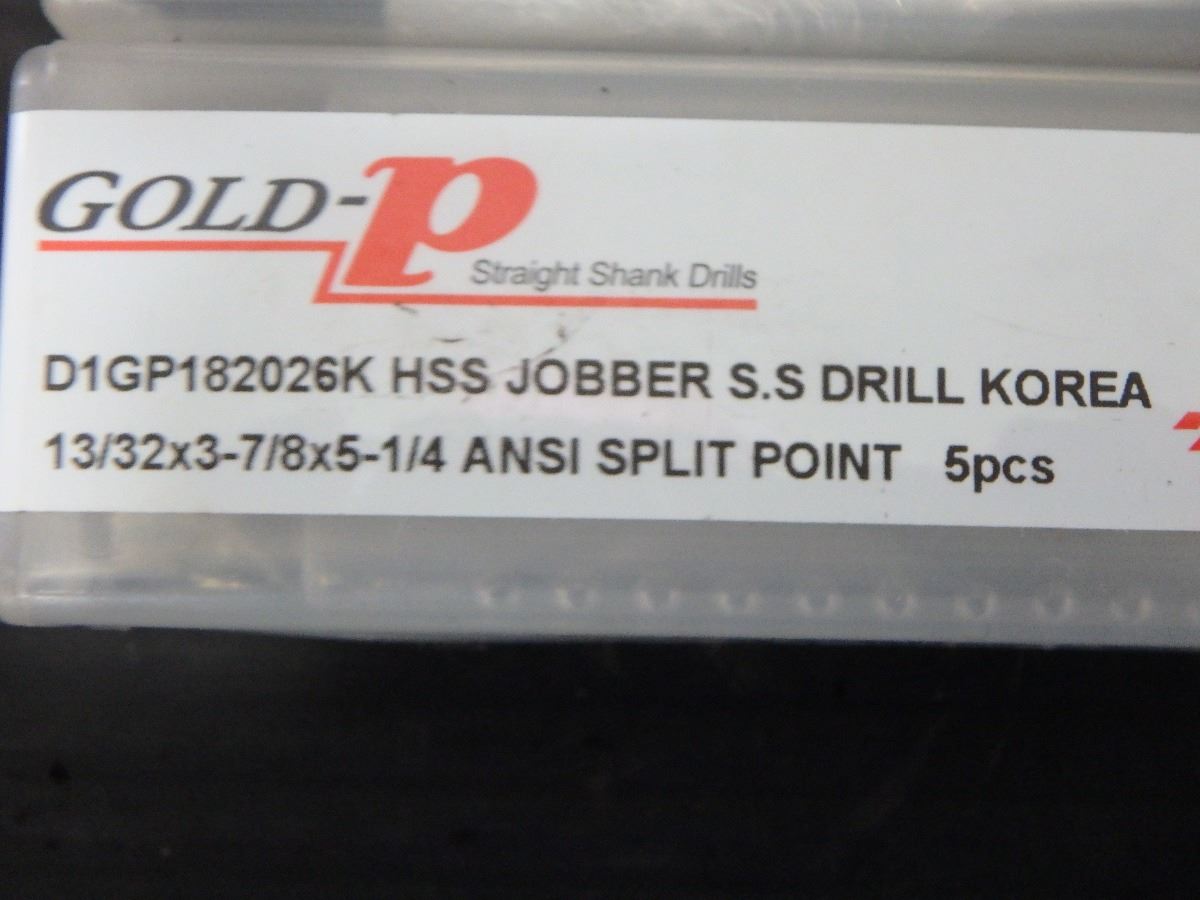 GOLD-P
Straight Shank Drills
D1GP182026K HSS JOBBER S.S DRILL KOREA
13/32x3-7/8x5-1/4 ANSI SPLIT POINT 5pcs